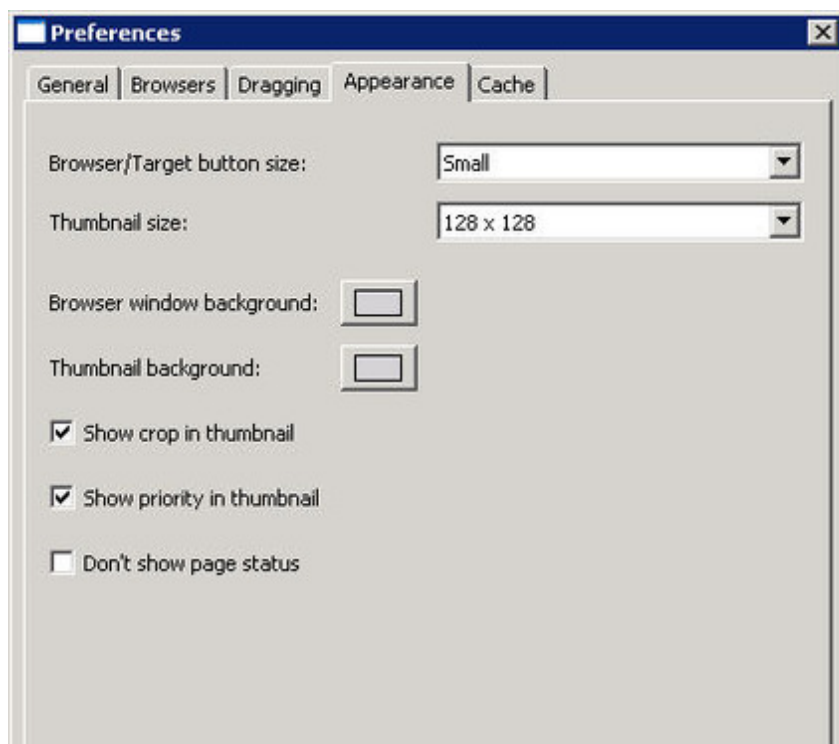 Preferences
General Browsers Dragging Appearance Cache
Browser/Target button size: Small
Thumbnail size: 128 x 128
Browser window background:
Thumbnail background:
Show crop in thumbnail
Show priority in thumbnail
Don't show page status